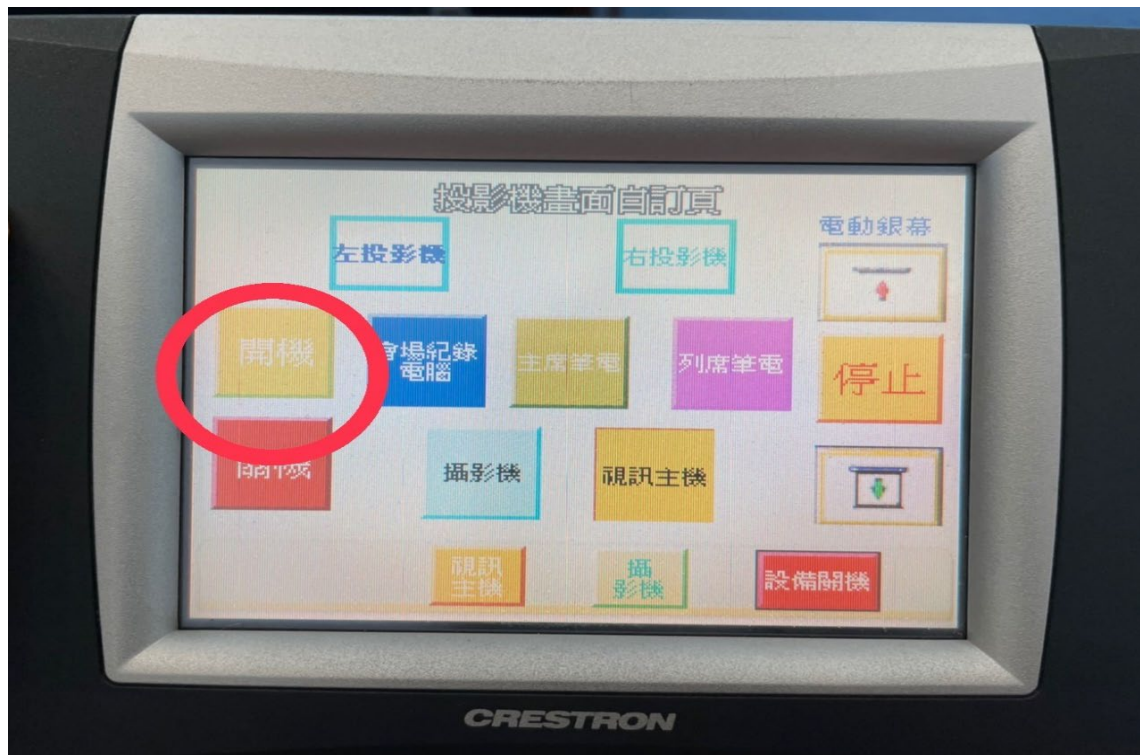 投影機畫面自訂頁
左投影機
右投影機
電動銀幕
開機
會場紀錄
電腦
主席筆電
列席筆電
停止
關機
攝影機
視訊主機
視訊
主機
攝
影機
設備關機
CRESTRON